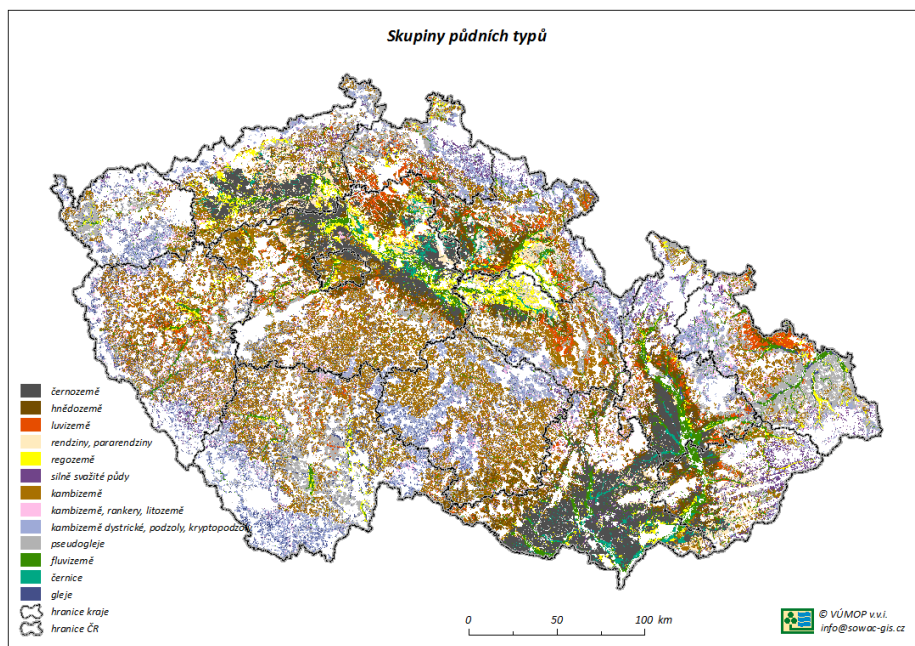 Skupiny půdních typů
černozemě
hnědozemě
luvizemě
rendziny, pararendziny
regozemě
silně svažité půdy
kambizemě
kambizemě, rankery, litozemě
kambizemě dystrické, podzoly, kryptopodzoly
pseudogleje
fluvizemě
černice
gleje
hranice kraje
hranice ČR
0 50 100 km
© VÚMOP v.v.i.
info@sowac-gis.cz